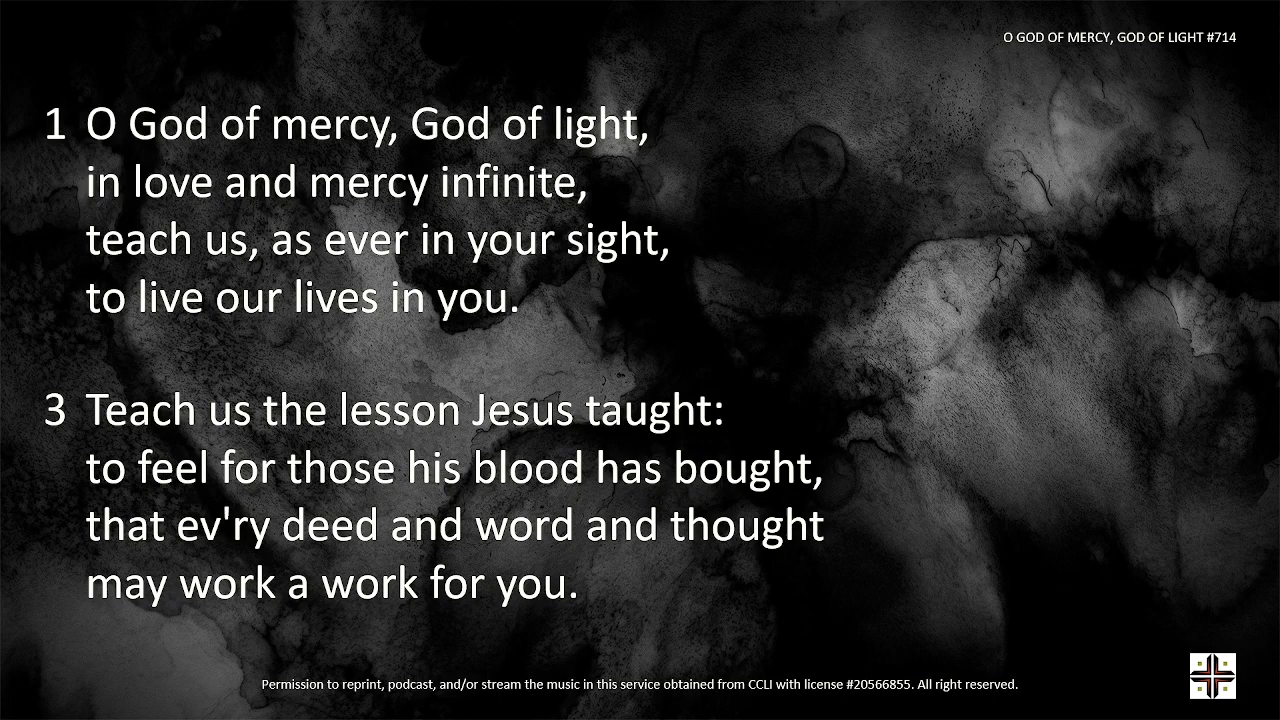 O GOD OF MERCY, GOD OF LIGHT #714
1 O God of mercy, God of light,
in love and mercy infinite,
teach us, as ever in your sight,
to live our lives in you.
3 Teach us the lesson Jesus taught:
to feel for those his blood has bought,
that ev'ry deed and word and thought
may work a work for you.
Permission to reprint, podcast, and/or stream the music in this service obtained from CCLI with license #20566855. All right reserved.